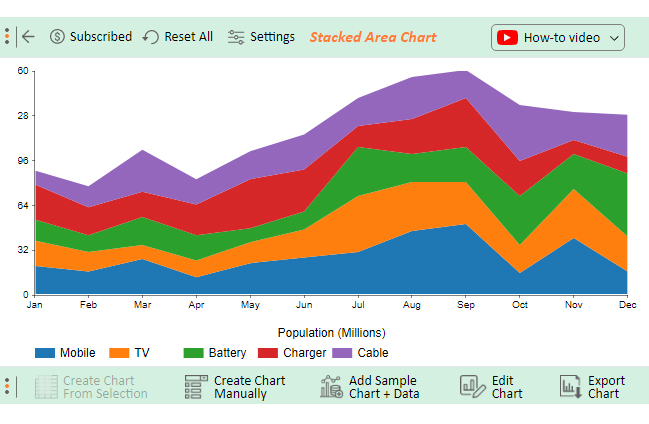 Subscribed Reset All Settings Stacked Area Chart How-to video
60
28
96
64
32
0
Jan Feb Mar Apr May Jun Jul Aug Sep Oct Nov Dec
Population (Millions)
Mobile TV Battery Charger Cable
Create Chart From Selection
Create Chart Manually
Add Sample Chart + Data
Edit Chart
Export Chart